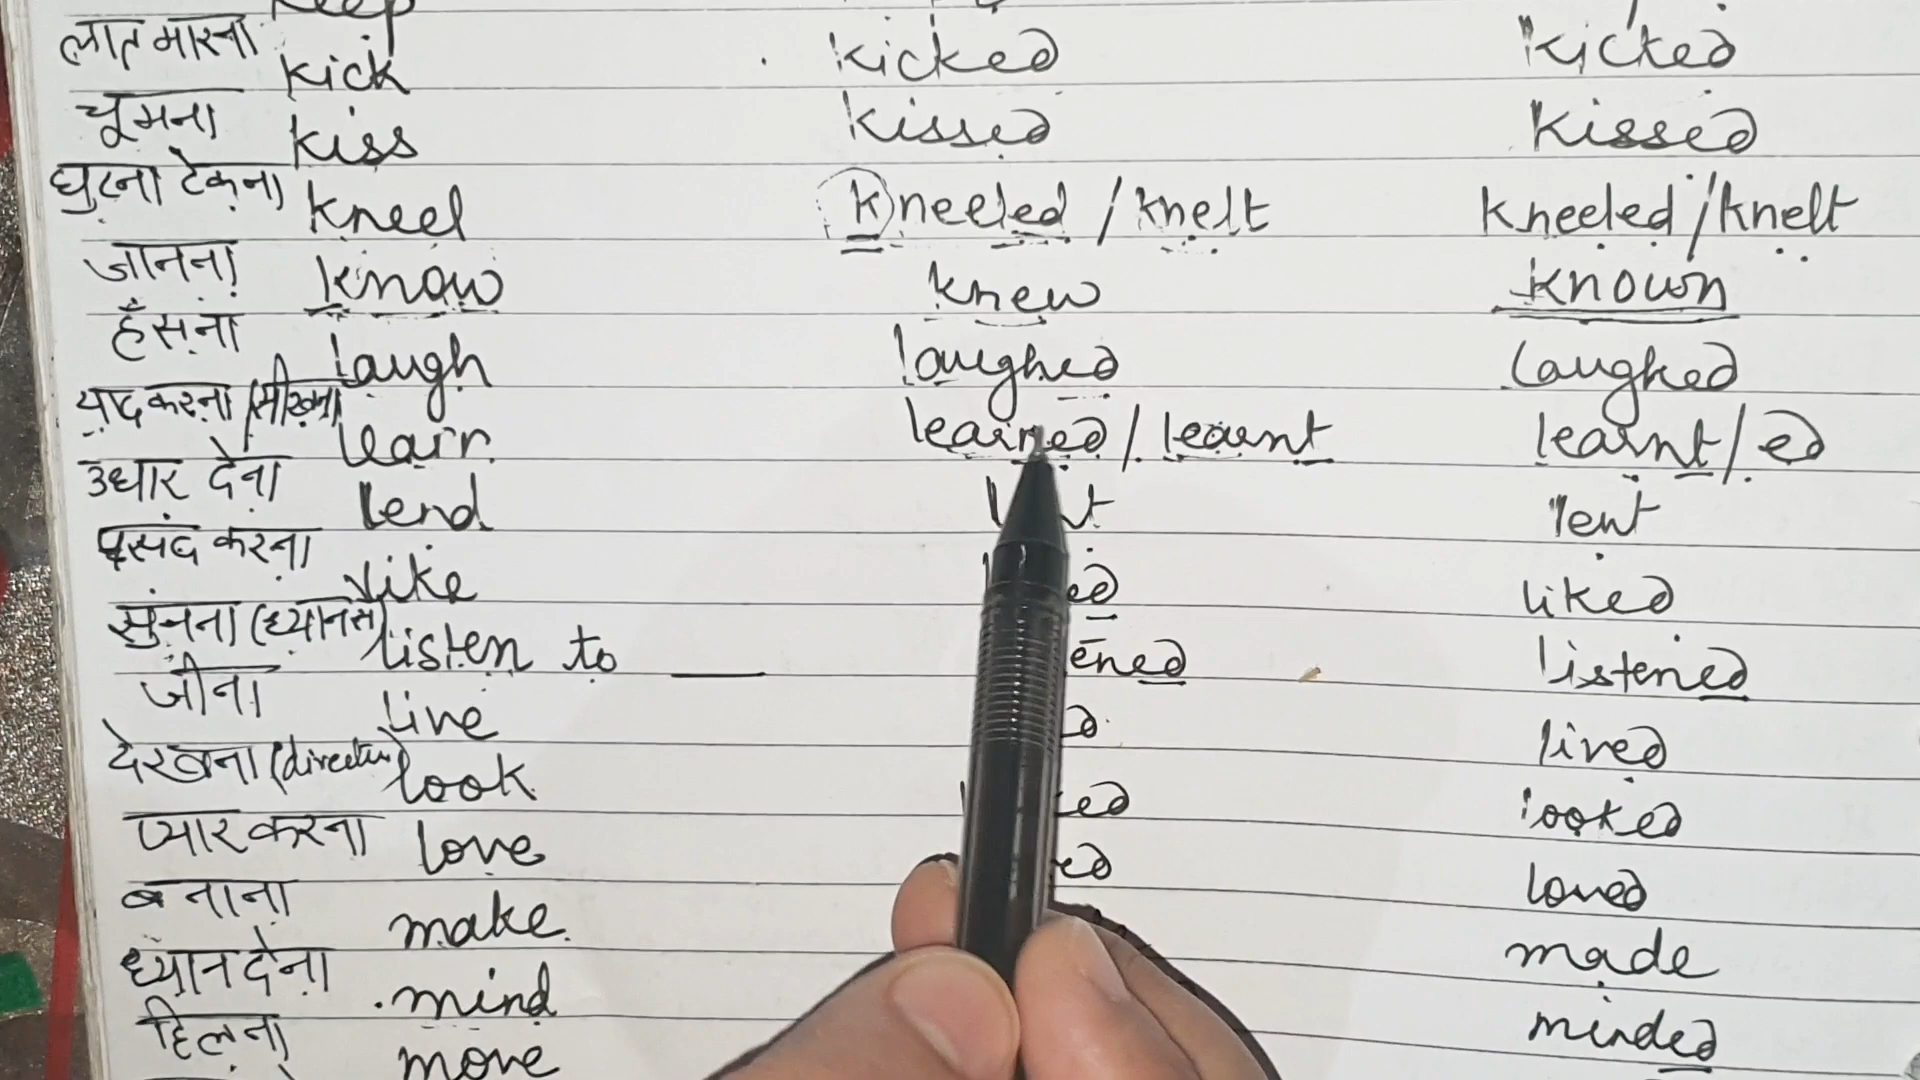 keep
लात मारना kick kicked kicked
चूमना kiss kissed kissed
घुटना टेकना kneel kneeled / knelt kneeled / knelt
जानना know knew known
हँसना laugh laughed laughed
याद करना (सीखना) learn learned / learnt learnt / ed
उधार देना lend lent
पसंद करना like liked
सुनना (ध्यान से) listen to ened listened
जीना live lived
देखना look looked
प्यार करना love loved
बनाना make made
ध्यान देना mind minded
हिलना move